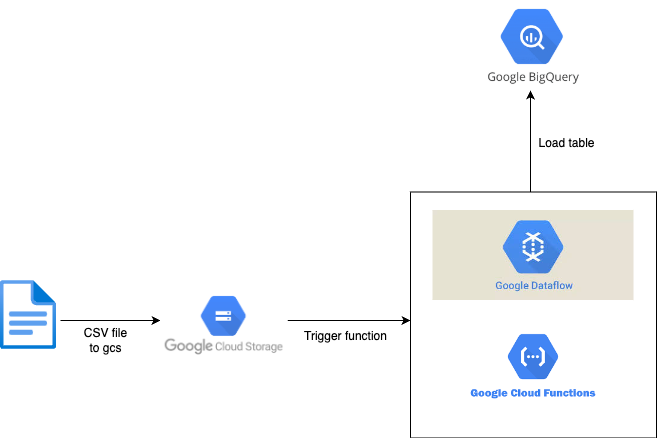 Google BigQuery
Load table
Google Dataflow
CSV file
to gcs
Google Cloud Storage
Trigger function
Google Cloud Functions